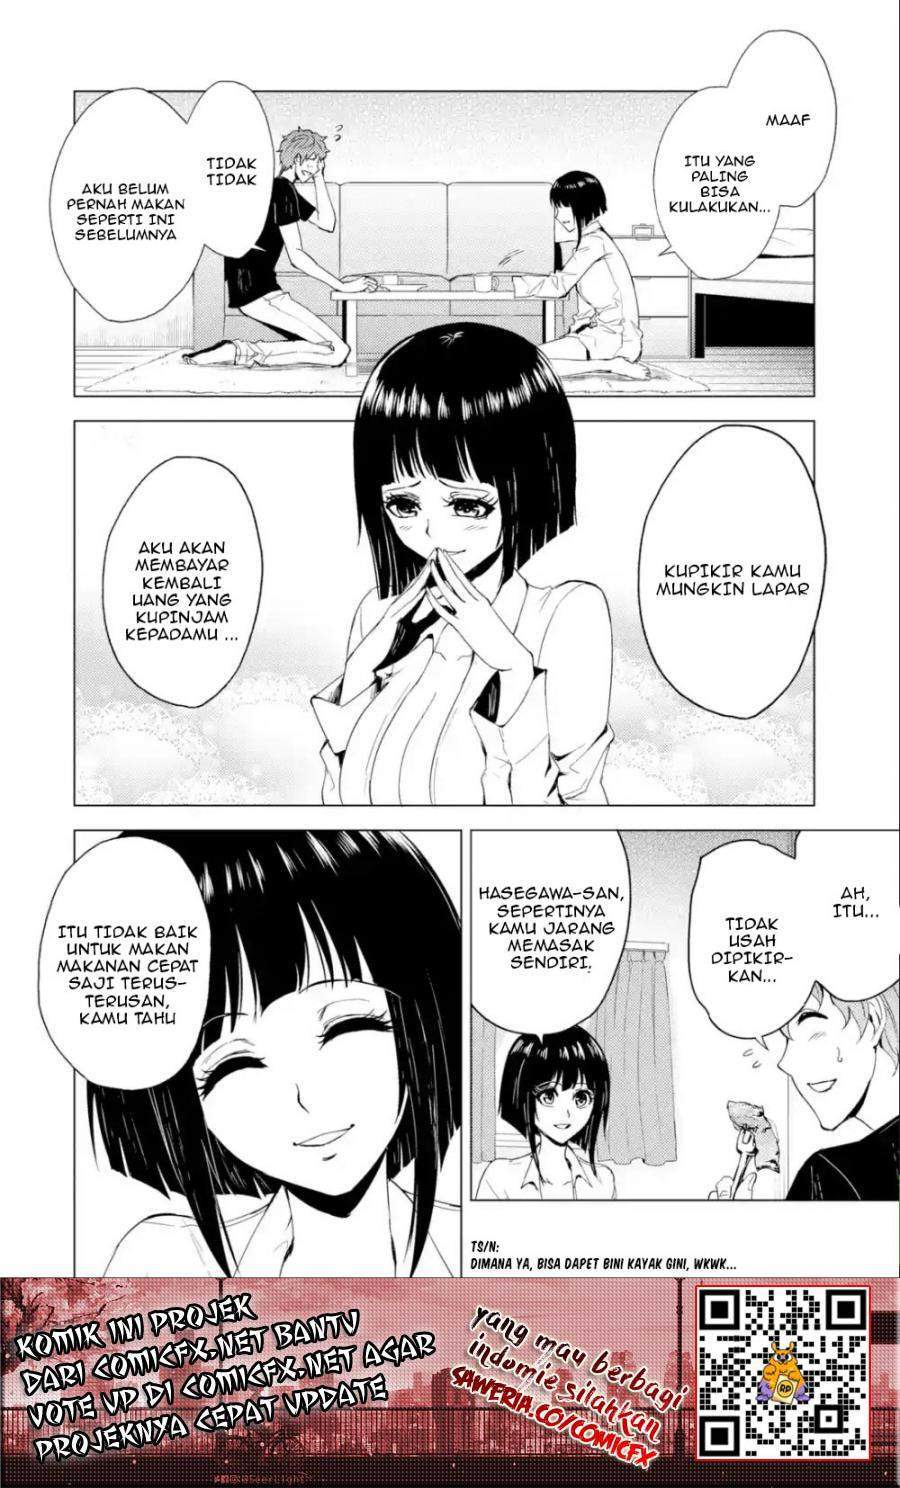 MAAF
ITU YANG
PALING
BISA
KULAKUKAN...
TIDAK
TIDAK
AKU BELUM
PERNAH MAKAN
SEPERTI INI
SEBELUMNYA
KUPIKIR KAMU
MUNGKIN LAPAR
AKU AKAN
MEMBAYAR
KEMBALI
UANG YANG
KUPINJAM
KEPADAMU ...
AH,
ITU...
TIDAK
USAH
DIPIKIR-
KAN...
HASEGAWA-SAN,
SEPERTINYA
KAMU JARANG
MEMASAK
SENDIRI.
ITU TIDAK BAIK
UNTUK MAKAN
MAKANAN CEPAT
SAJI TERUS-
TERUSAN,
KAMU TAHU
TS/N:
DIMANA YA, BISA DAPET BINI KAYAK GINI, WKWK...
KOMIK INI PROJEK
DARI COMICFX.NET BANTU
VOTE UP DI COMICFX.NET AGAR
PROJEKNYA CEPAT UPDATE
yang mau berbagi
indomie silahkan
SAWERIA.CO/COMICFX
RP
@SeerLight